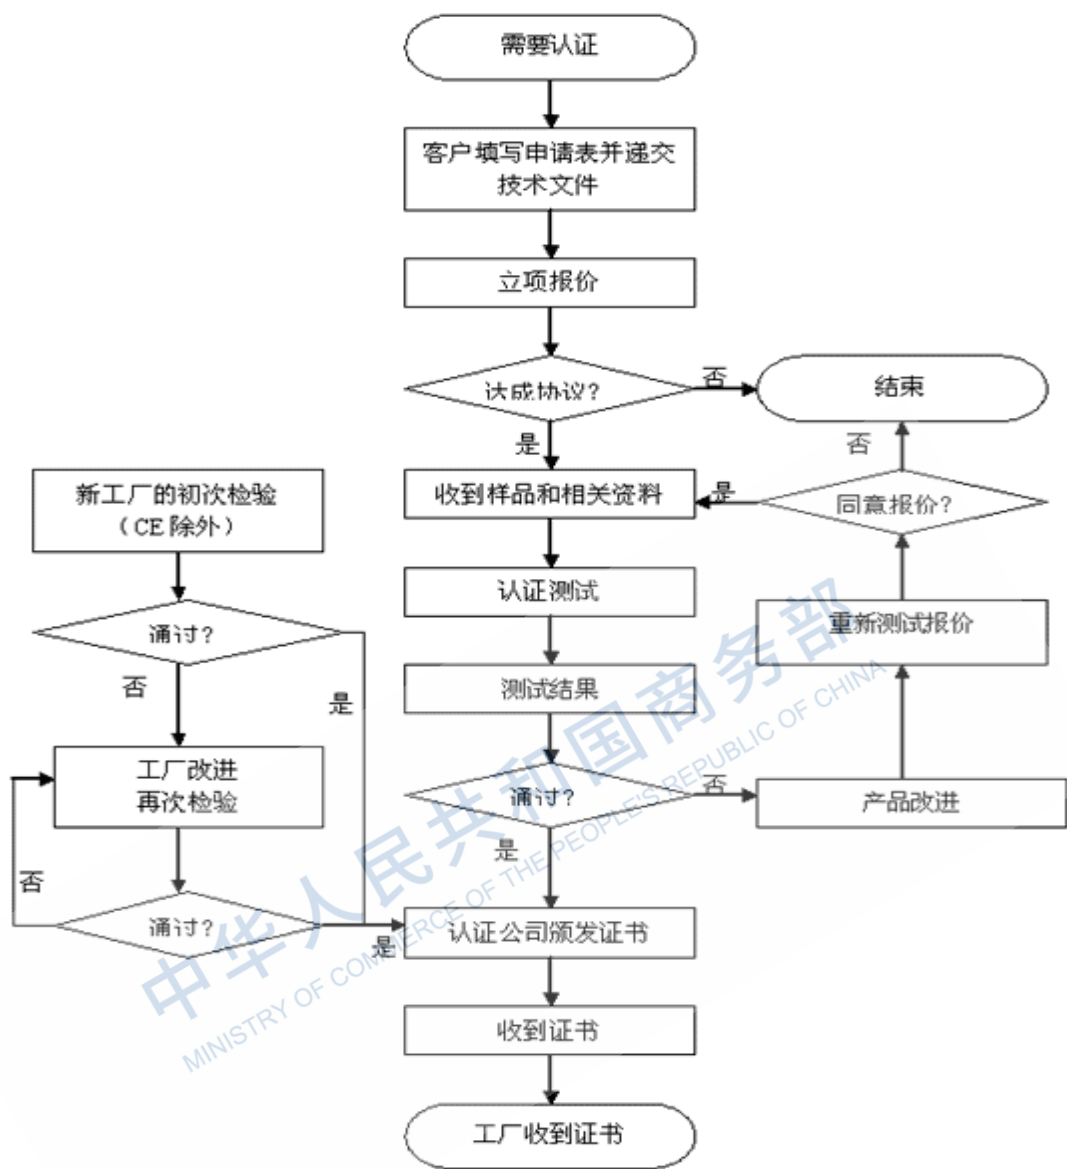 需要认证
客户填写申请表并递交
技术文件
立项报价
达成协议?
否
结束
是
否
新工厂的初次检验
（CE 除外）
收到样品和相关资料
是
同意报价?
认证测试
通过?
重新测试报价
否
是
测试结果
工厂改进
再次检验
通过?
否
产品改进
否
是
通过?
是
认证公司颁发证书
收到证书
工厂收到证书
中华人民共和国商务部
MINISTRY OF COMMERCE OF THE PEOPLE'S REPUBLIC OF CHINA